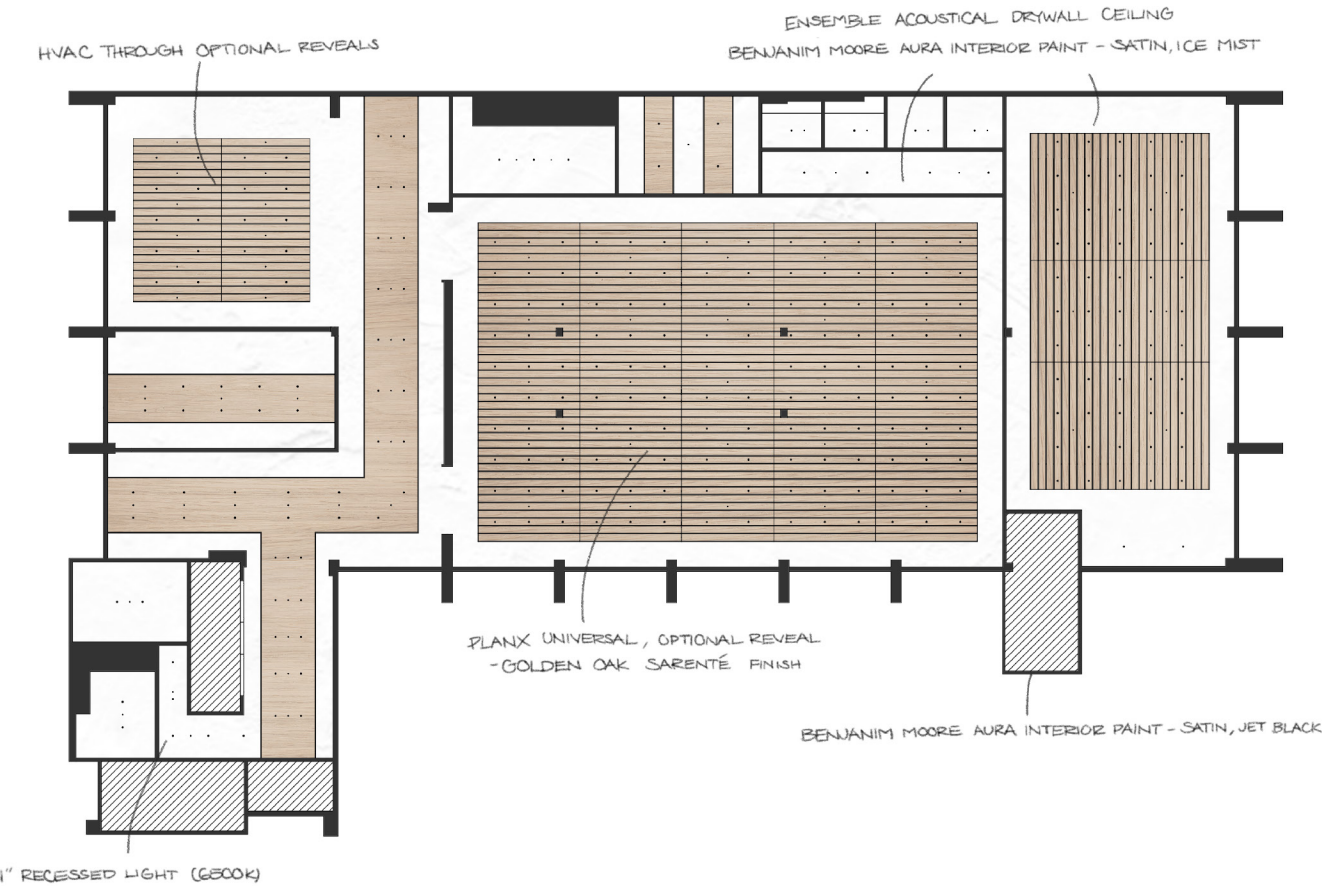 ENSEMBLE ACOUSTICAL DRYWALL CEILING
BENJANIM MOORE AURA INTERIOR PAINT - SATIN, ICE MIST
HVAC THROUGH OPTIONAL REVEALS
PLANX UNIVERSAL, OPTIONAL REVEAL
-GOLDEN OAK SARENTÉ FINISH
BENJANIM MOORE AURA INTERIOR PAINT - SATIN, JET BLACK
1" RECESSED LIGHT (6500K)